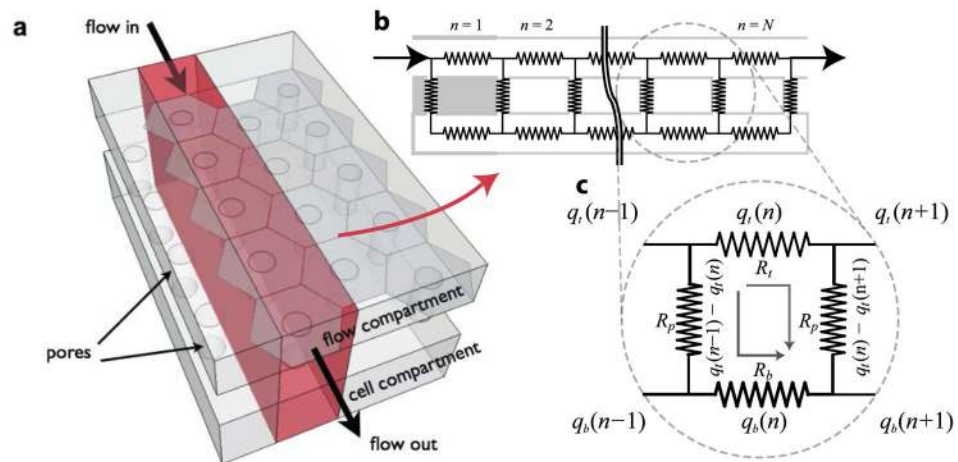 a
flow in
pores
flow compartment
cell compartment
flow out
b
n = 1
n = 2
n = N
c
q_t(n−1)
q_t(n)
q_t(n+1)
R_t
R_p
q_t(n−1) − q_t(n)
R_p
q_t(n) − q_t(n+1)
R_b
q_b(n−1)
q_b(n)
q_b(n+1)